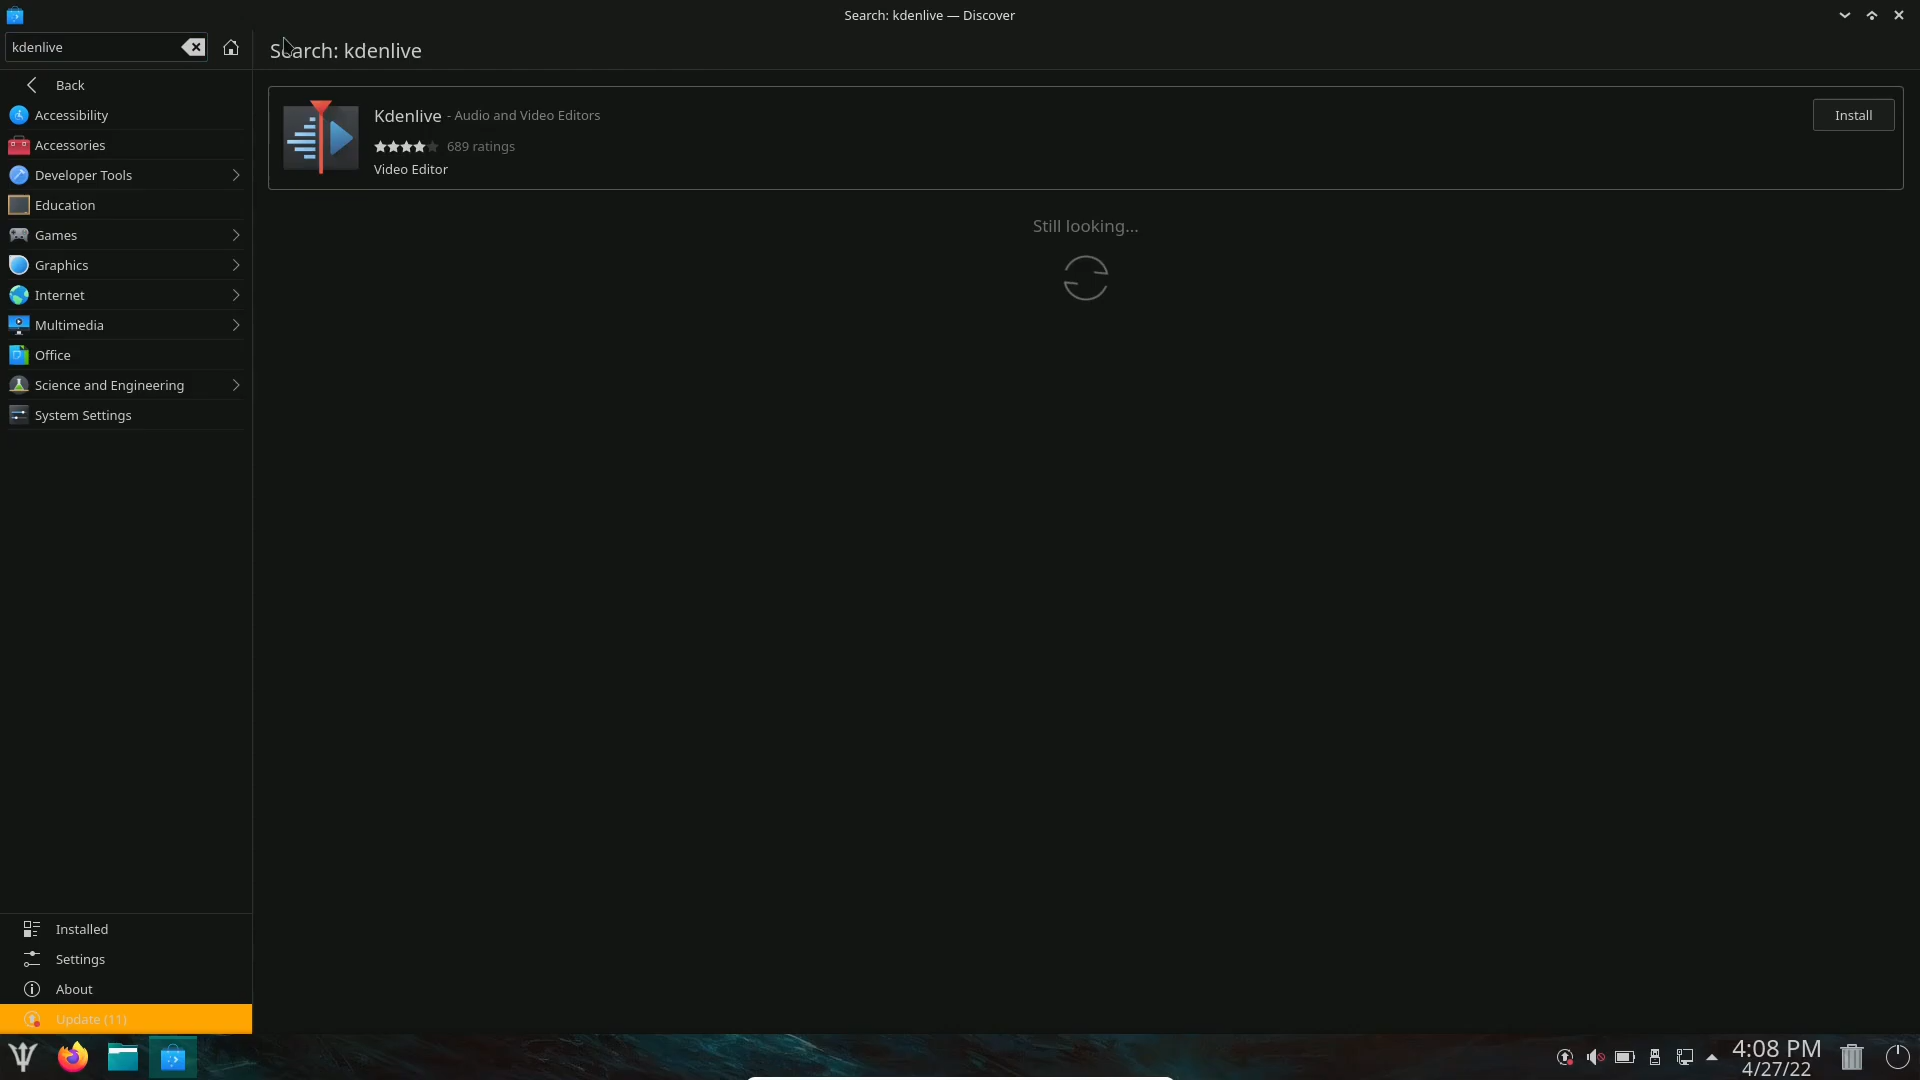 Search: kdenlive — Discover
kdenlive
Search: kdenlive
Back
Accessibility
Accessories
Developer Tools
Education
Games
Graphics
Internet
Multimedia
Office
Science and Engineering
System Settings
Kdenlive - Audio and Video Editors
Install
689 ratings
Video Editor
Still looking...
Installed
Settings
About
Update (11)
4:08 PM
4/27/22